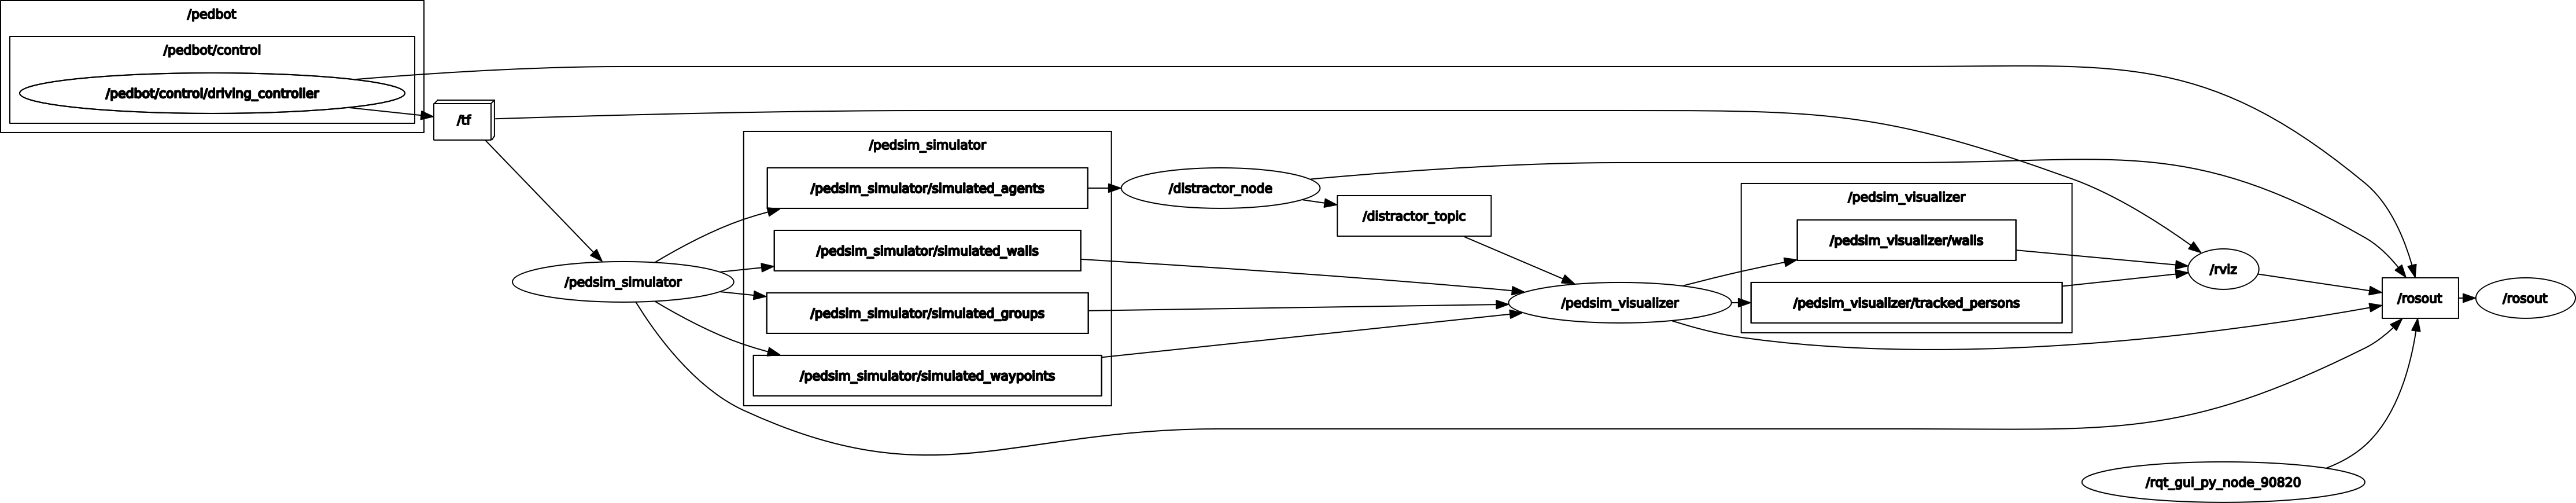 /pedbot
/pedbot/control
/pedbot/control/driving_controller
/tf
/pedsim_simulator
/pedsim_simulator
/pedsim_simulator/simulated_agents
/pedsim_simulator/simulated_walls
/pedsim_simulator/simulated_groups
/pedsim_simulator/simulated_waypoints
/distractor_node
/distractor_topic
/pedsim_visualizer
/pedsim_visualizer
/pedsim_visualizer/walls
/pedsim_visualizer/tracked_persons
/rviz
/rosout
/rosout
/rqt_gui_py_node_90820